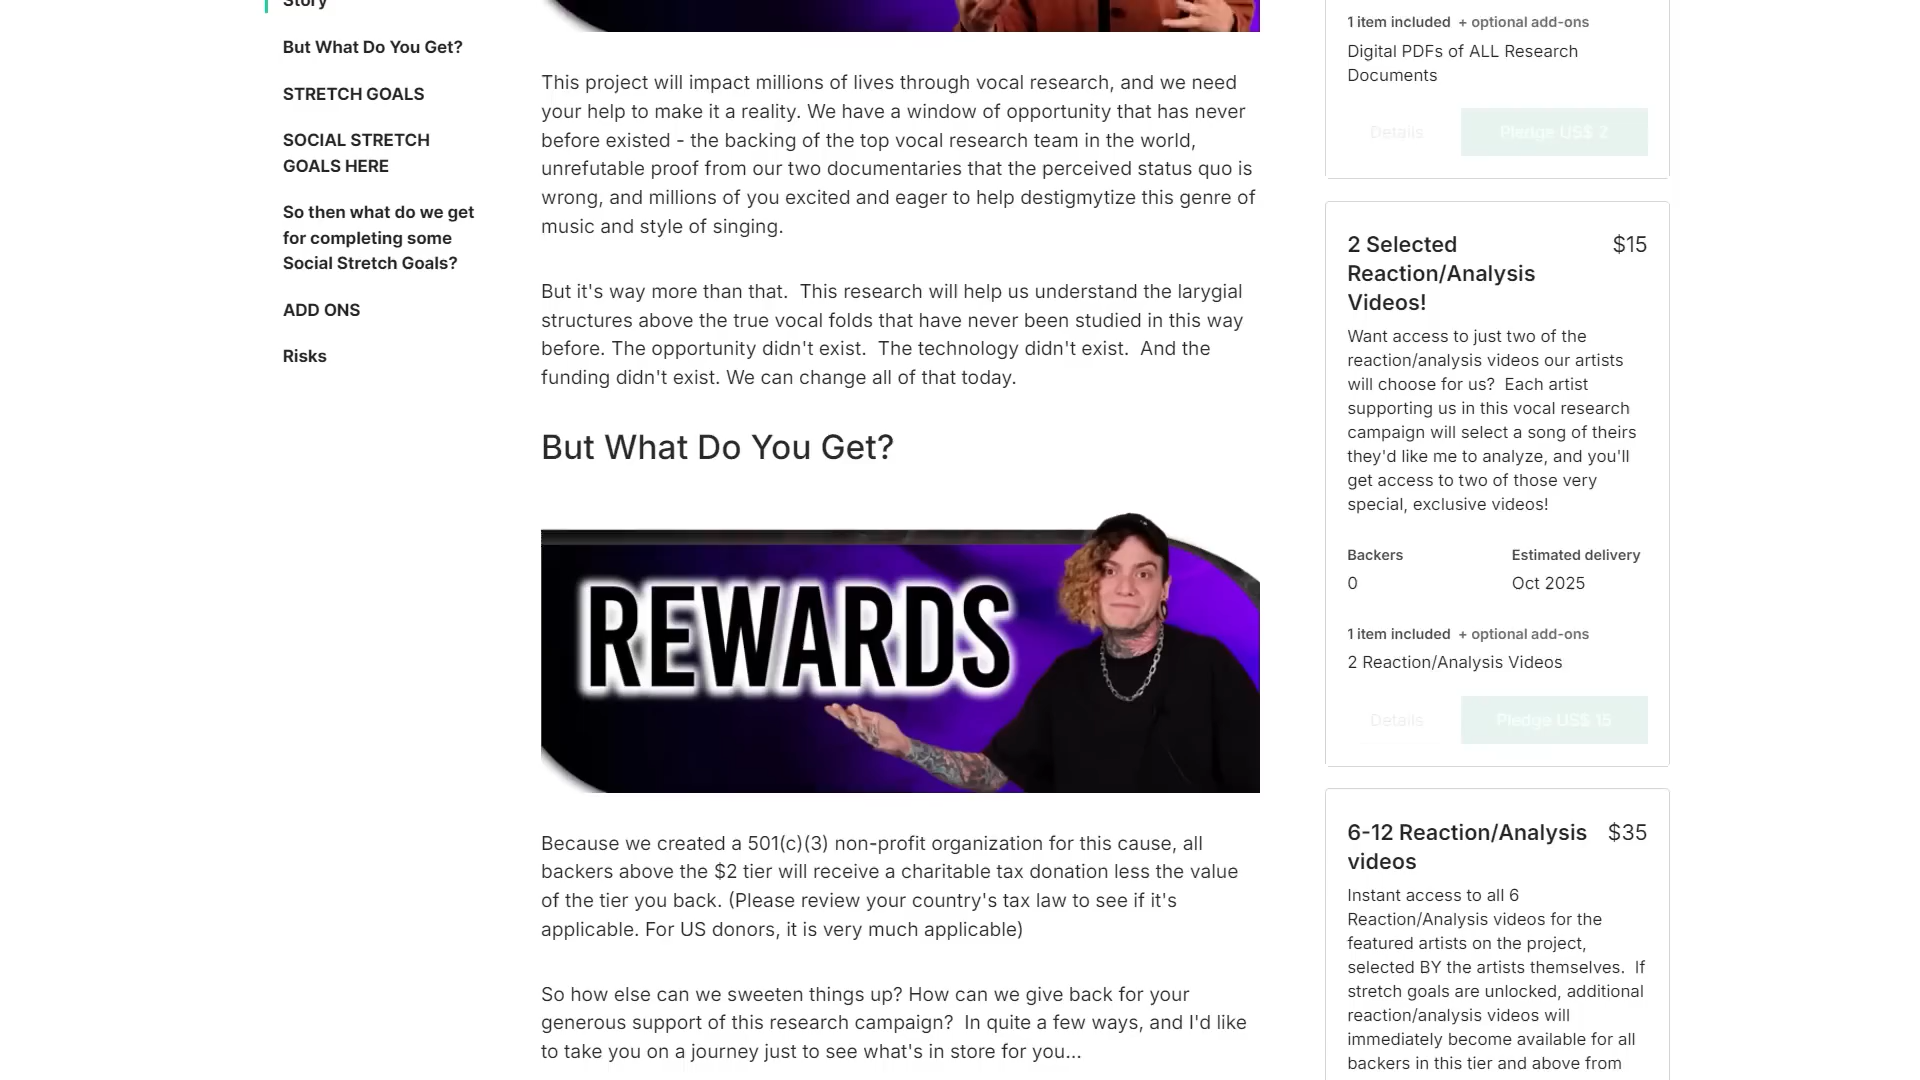 Story
But What Do You Get?
STRETCH GOALS
SOCIAL STRETCH
GOALS HERE
So then what do we get
for completing some
Social Stretch Goals?
ADD ONS
Risks
This project will impact millions of lives through vocal research, and we need
your help to make it a reality. We have a window of opportunity that has never
before existed - the backing of the top vocal research team in the world,
unrefutable proof from our two documentaries that the perceived status quo is
wrong, and millions of you excited and eager to help destigmytize this genre of
music and style of singing.
But it's way more than that.  This research will help us understand the larygial
structures above the true vocal folds that have never been studied in this way
before. The opportunity didn't exist.  The technology didn't exist.  And the
funding didn't exist. We can change all of that today.
But What Do You Get?
REWARDS
Because we created a 501(c)(3) non-profit organization for this cause, all
backers above the $2 tier will receive a charitable tax donation less the value
of the tier you back. (Please review your country's tax law to see if it's
applicable. For US donors, it is very much applicable)
So how else can we sweeten things up? How can we give back for your
generous support of this research campaign?  In quite a few ways, and I'd like
to take you on a journey just to see what's in store for you...
1 item included + optional add-ons
Digital PDFs of ALL Research
Documents
Details Pledge US$ 2
2 Selected $15
Reaction/Analysis
Videos!
Want access to just two of the
reaction/analysis videos our artists
will choose for us?  Each artist
supporting us in this vocal research
campaign will select a song of theirs
they'd like me to analyze, and you'll
get access to two of those very
special, exclusive videos!
Backers Estimated delivery
0 Oct 2025
1 item included + optional add-ons
2 Reaction/Analysis Videos
Details Pledge US$ 15
6-12 Reaction/Analysis $35
videos
Instant access to all 6
Reaction/Analysis videos for the
featured artists on the project,
selected BY the artists themselves.  If
stretch goals are unlocked, additional
reaction/analysis videos will
immediately become available for all
backers in this tier and above from